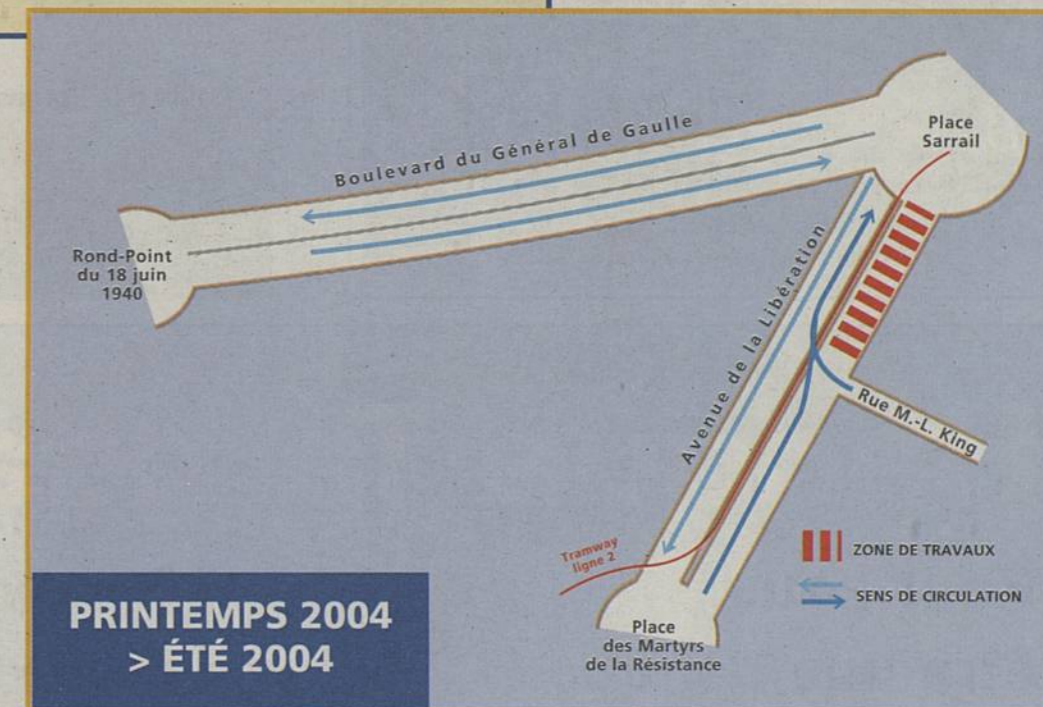 Boulevard du Général de Gaulle
Place
Sarrail
Rond-Point
du 18 juin
1940
Avenue de la Libération
Rue M.-L. King
Tramway
ligne 2
ZONE DE TRAVAUX
SENS DE CIRCULATION
Place
des Martyrs
de la Résistance
PRINTEMPS 2004
> ÉTÉ 2004